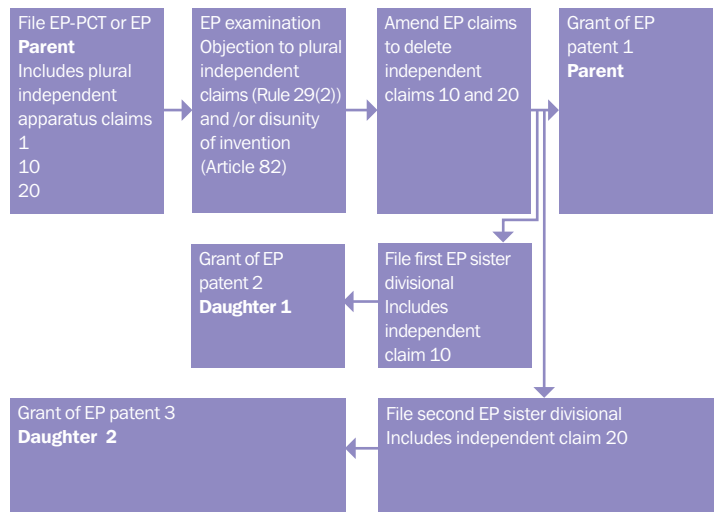 File EP-PCT or EP
Parent
Includes plural
independent
apparatus claims
1
10
20
EP examination
Objection to plural
independent
claims (Rule 29(2))
and /or disunity
of invention
(Article 82)
Amend EP claims
to delete
independent
claims 10 and 20
Grant of EP
patent 1
Parent
Grant of EP
patent 2
Daughter 1
File first EP sister
divisional
Includes
independent
claim 10
Grant of EP patent 3
Daughter 2
File second EP sister divisional
Includes independent claim 20